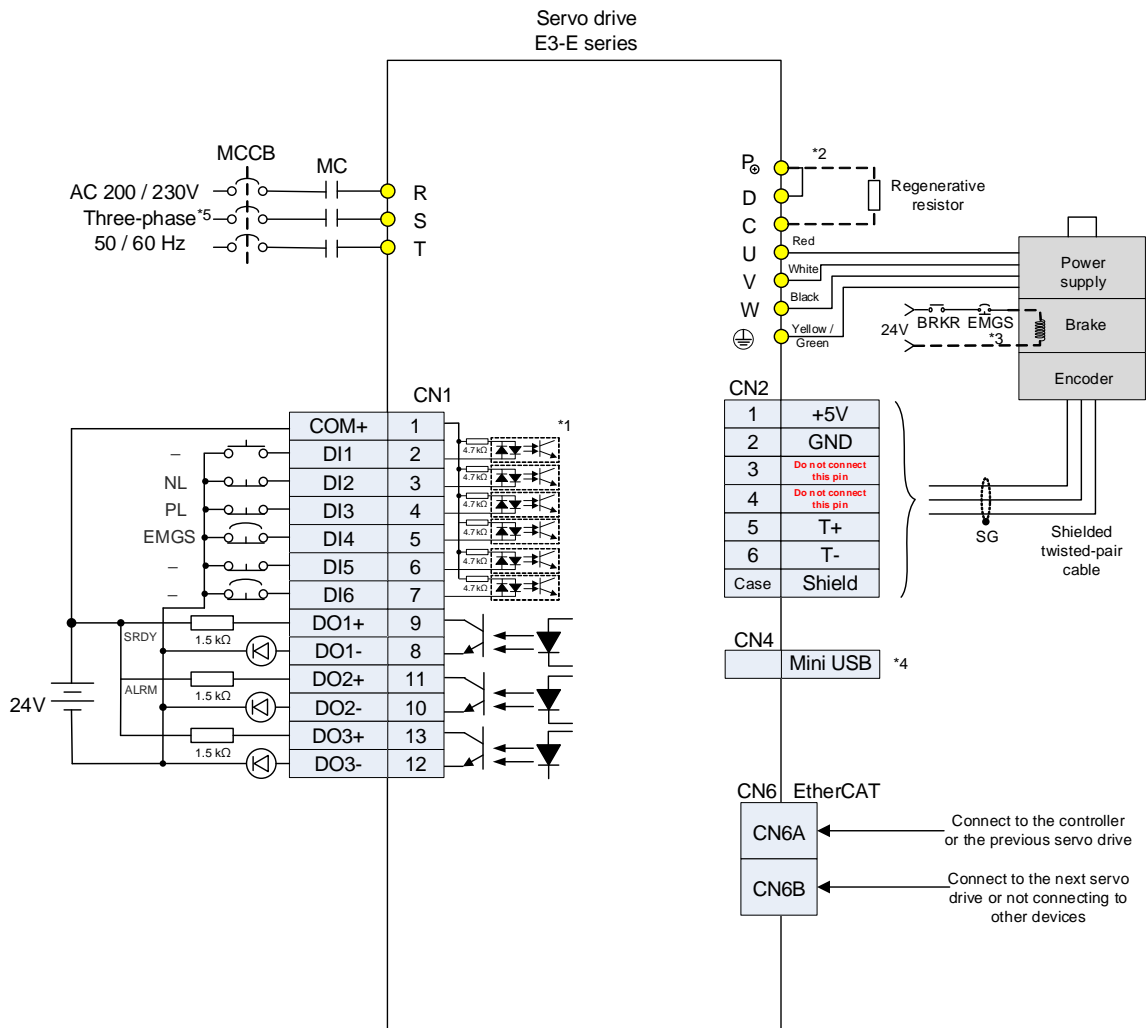 Servo drive
E3-E series
MCCB
MC
AC 200 / 230V
Three-phase*5
50 / 60 Hz
R
S
T
P⊕
D
C
U
V
W
*2
Regenerative
resistor
Red
White
Black
Yellow /
Green
Power
supply
Brake
Encoder
24V
BRKR
EMGS
*3
CN1
*1
COM+ 1
– DI1 2
NL DI2 3
PL DI3 4
EMGS DI4 5
– DI5 6
– DI6 7
4.7kΩ
4.7kΩ
4.7kΩ
4.7kΩ
4.7kΩ
4.7kΩ
SRDY
1.5 kΩ
DO1+ 9
DO1- 8
ALRM
1.5 kΩ
DO2+ 11
DO2- 10
1.5 kΩ
DO3+ 13
DO3- 12
24V
CN2
1 +5V
2 GND
3 Do not connect
this pin
4 Do not connect
this pin
5 T+
6 T-
Case Shield
SG
Shielded
twisted-pair
cable
CN4
Mini USB
*4
CN6 EtherCAT
CN6A
Connect to the controller
or the previous servo drive
CN6B
Connect to the next servo
drive or not connecting to
other devices